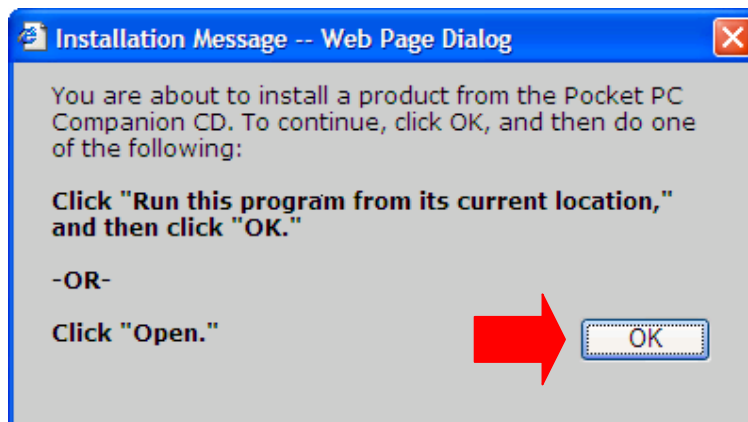 Installation Message -- Web Page Dialog
You are about to install a product from the Pocket PC
Companion CD. To continue, click OK, and then do one
of the following:
Click "Run this program from its current location,"
and then click "OK."
-OR-
Click "Open."
OK